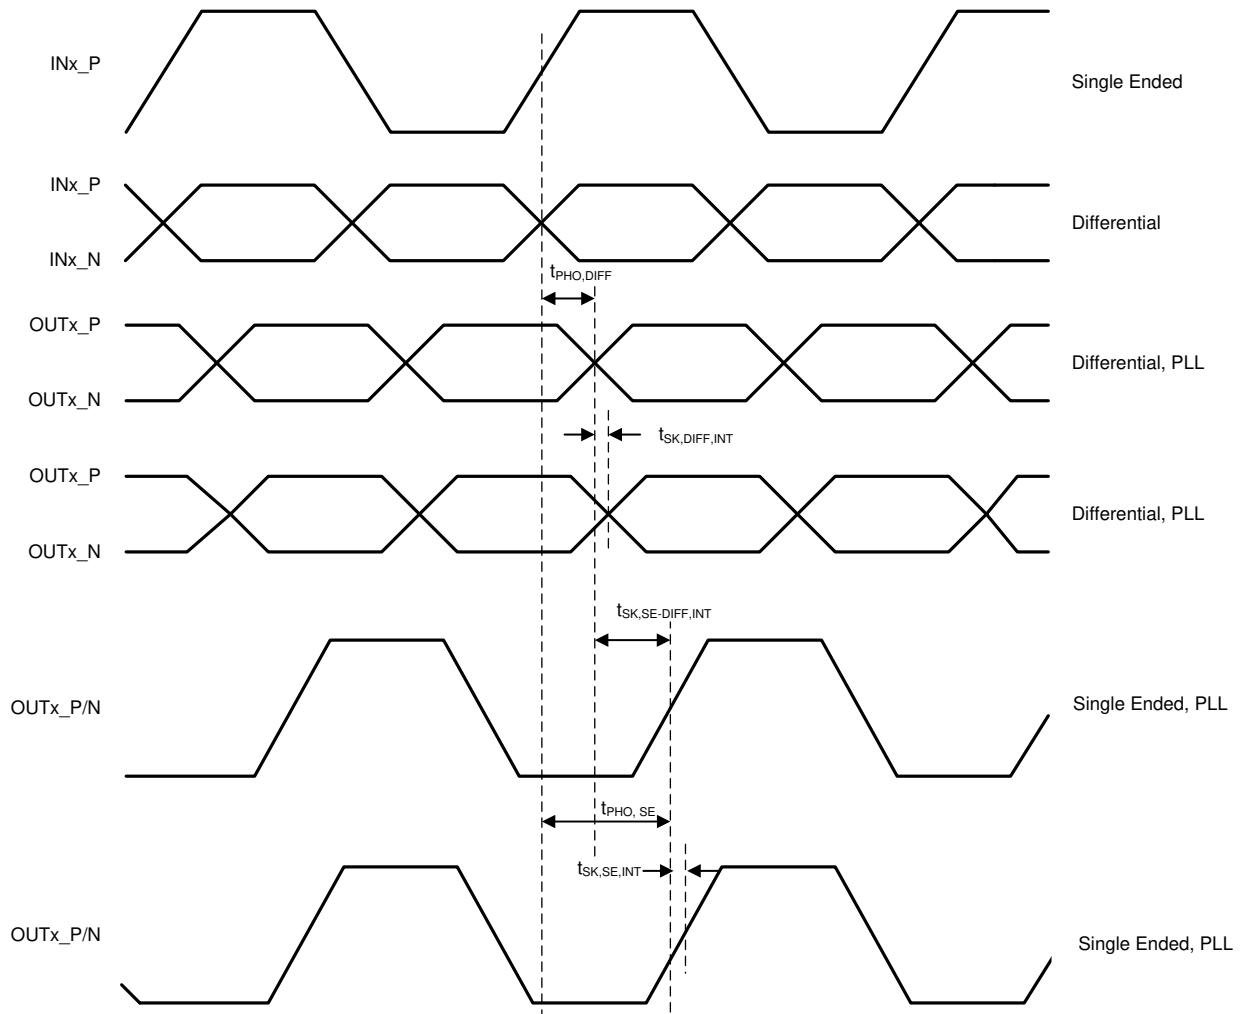 INx_P
Single Ended
INx_P
Differential
INx_N
tPHO,DIFF
OUTx_P
Differential, PLL
OUTx_N
tSK,DIFF,INT
OUTx_P
Differential, PLL
OUTx_N
tSK,SE-DIFF,INT
OUTx_P/N
Single Ended, PLL
tPHO, SE
tSK,SE,INT
OUTx_P/N
Single Ended, PLL